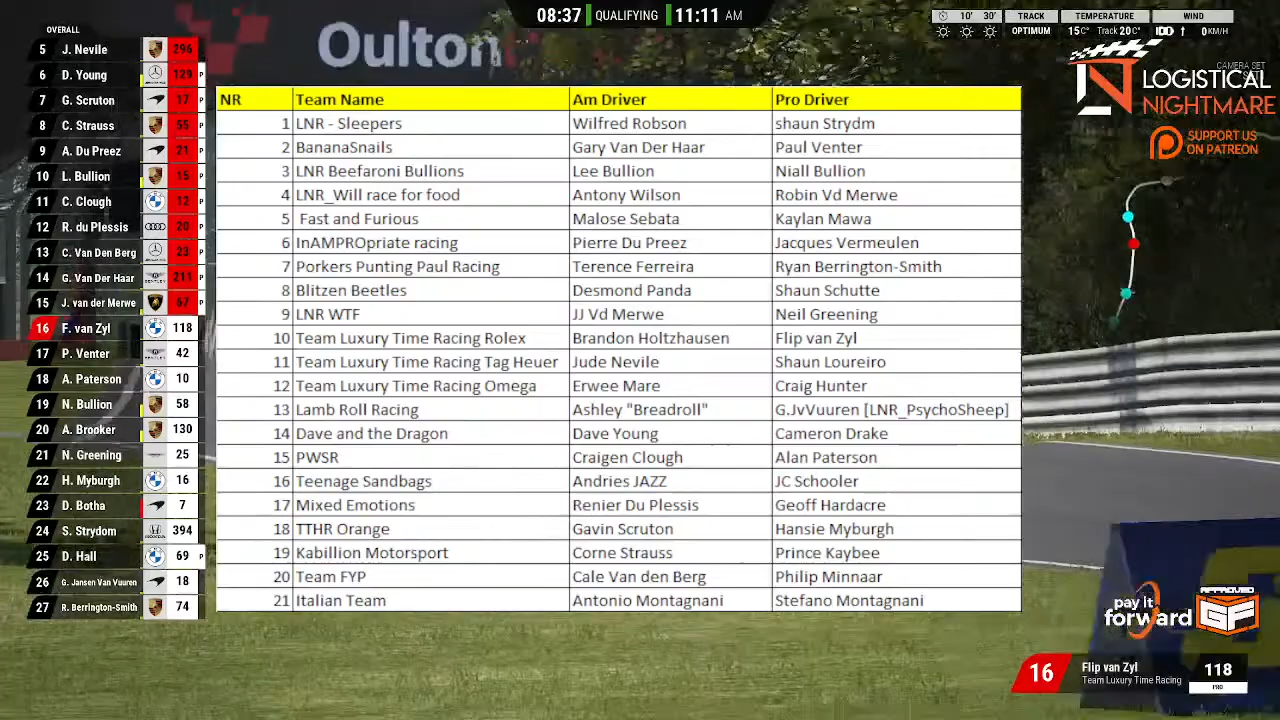 08:37 QUALIFYING 11:11 AM
10' 30' TRACK TEMPERATURE WIND
OPTIMUM 15C° Track 20C° 0KM/H
Oulton
CAMERA SET
LOGISTICAL
NIGHTMARE
SUPPORT US
ON PATREON
OVERALL
5 J. Nevile 296
6 D. Young 129 P
7 G. Scruton 17 P
8 C. Strauss 55 P
9 A. Du Preez 21 P
10 L. Bullion 15 P
11 C. Clough 12 P
12 R. du Plessis 20 P
13 C. Van Den Berg 23 P
14 G. Van Der Haar 211 P
15 J. van der Merwe 67 P
16 F. van Zyl 118
17 P. Venter 42
18 A. Paterson 10
19 N. Bullion 58
20 A. Brooker 130
21 N. Greening 25
22 H. Myburgh 16
23 D. Botha 7
24 S. Strydom 394
25 D. Hall 69 P
26 G. Jansen Van Vuuren 18
27 R. Berrington-Smith 74
NR Team Name Am Driver Pro Driver
1 LNR - Sleepers Wilfred Robson shaun Strydm
2 BananaSnails Gary Van Der Haar Paul Venter
3 LNR Beefaroni Bullions Lee Bullion Niall Bullion
4 LNR_Will race for food Antony Wilson Robin Vd Merwe
5 Fast and Furious Malose Sebata Kaylan Mawa
6 InAMPROpriate racing Pierre Du Preez Jacques Vermeulen
7 Porkers Punting Paul Racing Terence Ferreira Ryan Berrington-Smith
8 Blitzen Beetles Desmond Panda Shaun Schutte
9 LNR WTF JJ Vd Merwe Neil Greening
10 Team Luxury Time Racing Rolex Brandon Holtzhausen Flip van Zyl
11 Team Luxury Time Racing Tag Heuer Jude Nevile Shaun Loureiro
12 Team Luxury Time Racing Omega Erwee Mare Craig Hunter
13 Lamb Roll Racing Ashley "Breadroll" G.JvVuuren [LNR_PsychoSheep]
14 Dave and the Dragon Dave Young Cameron Drake
15 PWSR Craigen Clough Alan Paterson
16 Teenage Sandbags Andries JAZZ JC Schooler
17 Mixed Emotions Renier Du Plessis Geoff Hardacre
18 TTHR Orange Gavin Scruton Hansie Myburgh
19 Kabillion Motorsport Corne Strauss Prince Kaybee
20 Team FYP Cale Van den Berg Philip Minnaar
21 Italian Team Antonio Montagnani Stefano Montagnani
pay it
forward
APPROVED
GF
16 Flip van Zyl 118
Team Luxury Time Racing PRO